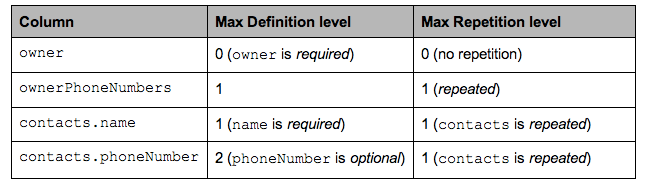 Column Max Definition level Max Repetition level
owner 0 (owner is required) 0 (no repetition)
ownerPhoneNumbers 1 1 (repeated)
contacts.name 1 (name is required) 1 (contacts is repeated)
contacts.phoneNumber 2 (phoneNumber is optional) 1 (contacts is repeated)